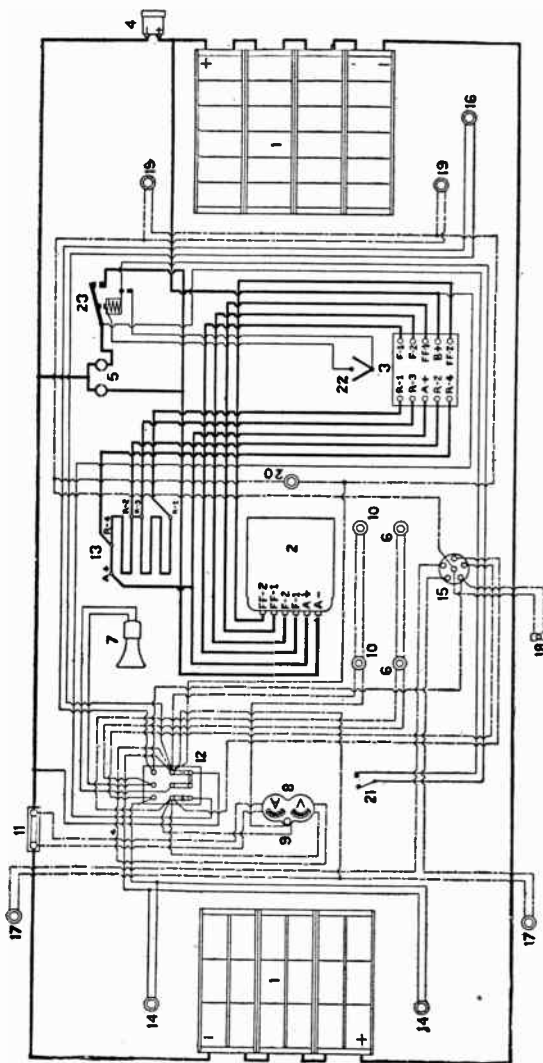 4
+
-
+
-
1
19
19
16
23
5
22
3
R-1 F-1
R-3 F-2
A+ FF-1
R-2 B+
R-4 FF-2
20
13
A+
R-4
R-2
R-3
R-1
2
FF-2
FF-1
F-2
F-1
A+
A-
10
10
6
6
7
15
18
12
8
A
V
9
21
11
17
17
14
14
1
-
+